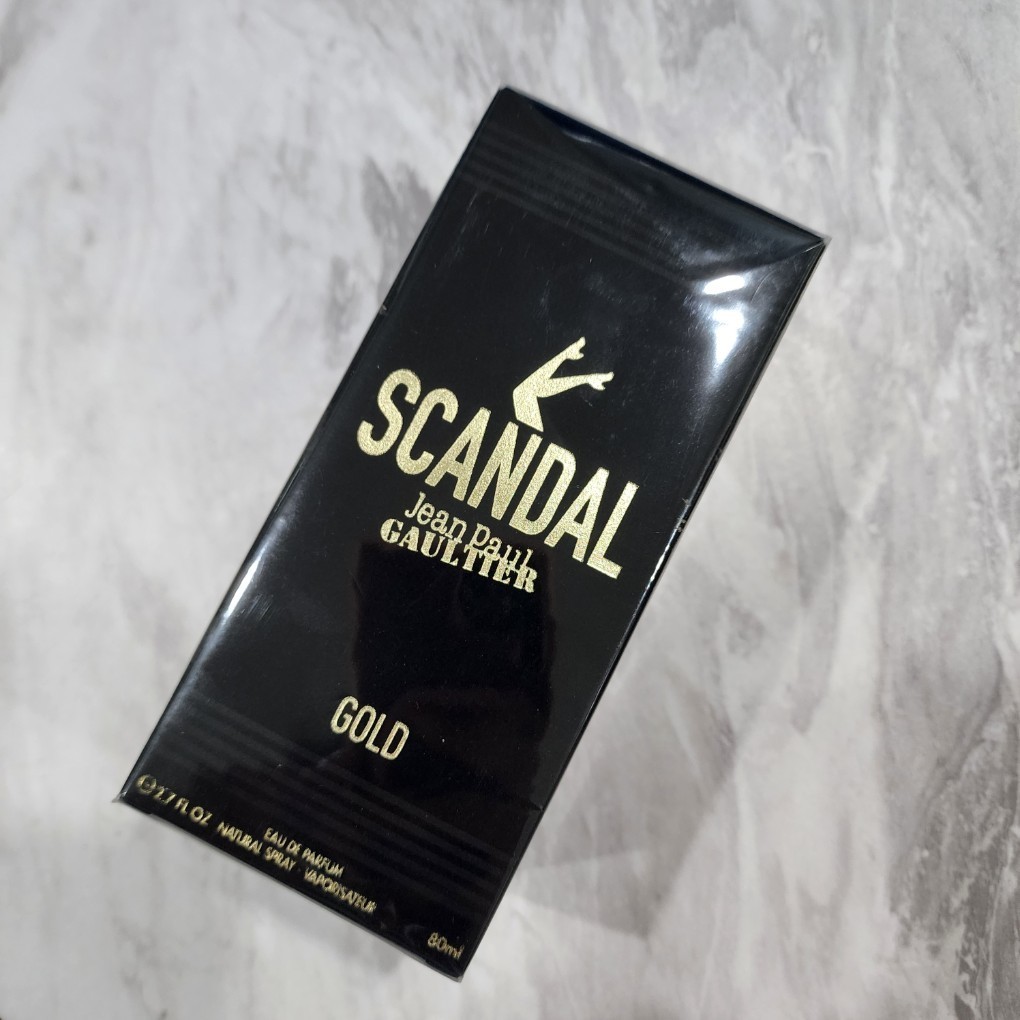 SCANDAL
Jean Paul
GAULTIER
GOLD
℮ 2.7 FL OZ
EAU DE PARFUM
NATURAL SPRAY · VAPORISATEUR
80ml